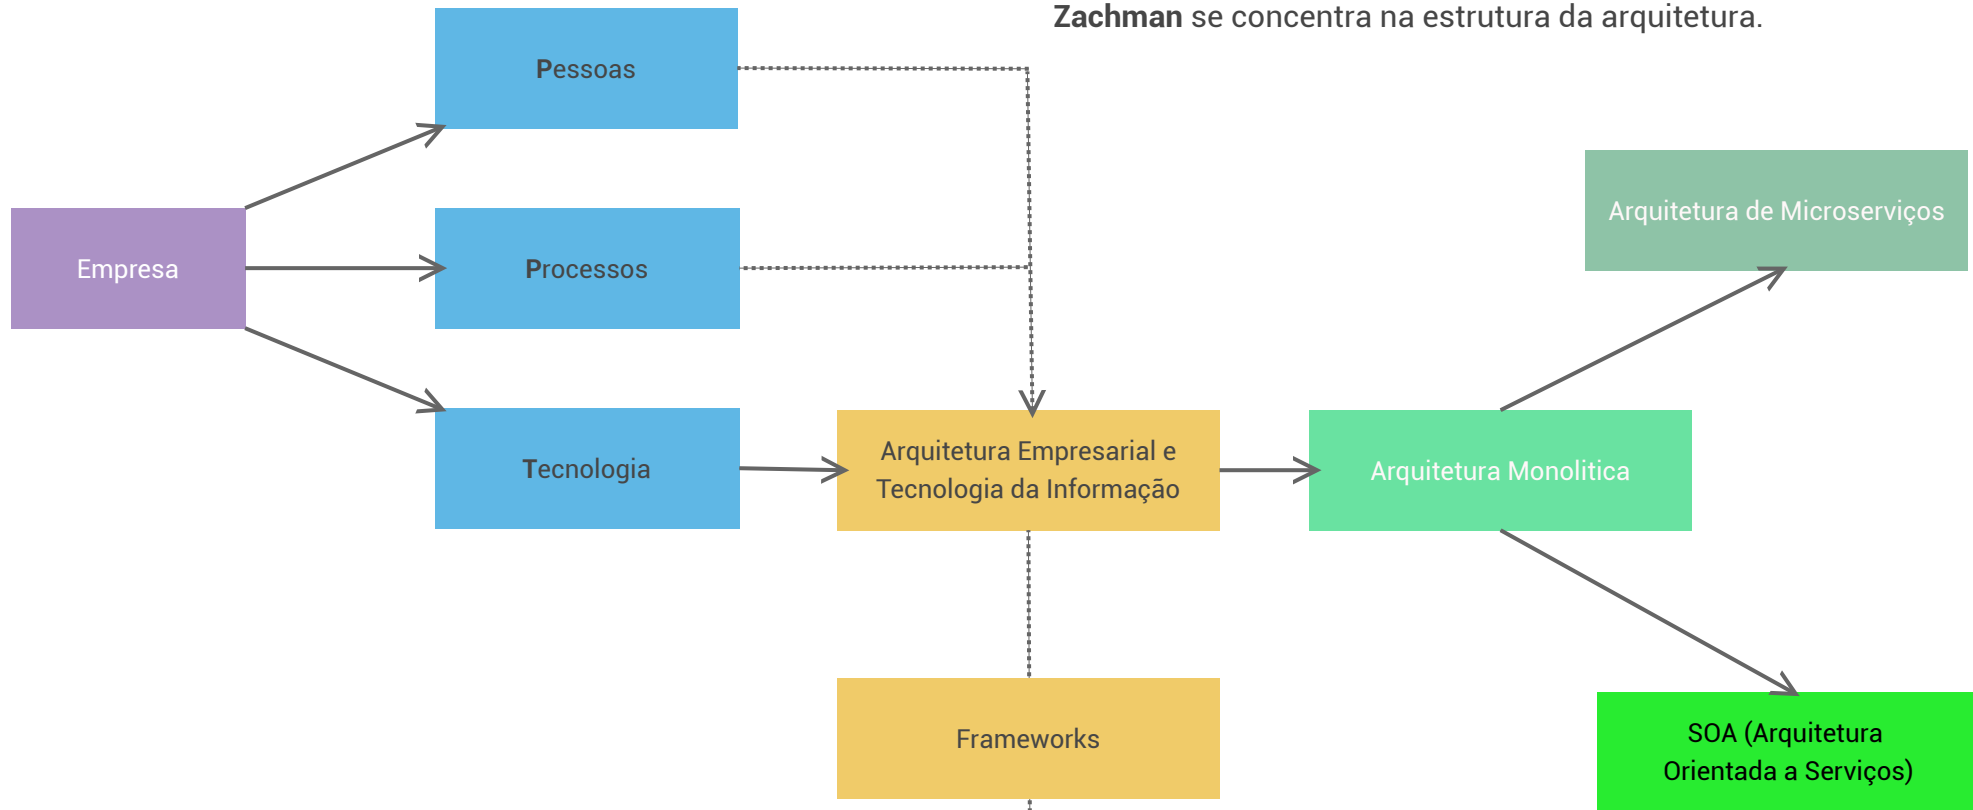 Zachman se concentra na estrutura da arquitetura.
Pessoas
Arquitetura de Microserviços
Empresa
Processos
Tecnologia
Arquitetura Empresarial e
Tecnologia da Informação
Arquitetura Monolitica
Frameworks
SOA (Arquitetura
Orientada a Serviços)